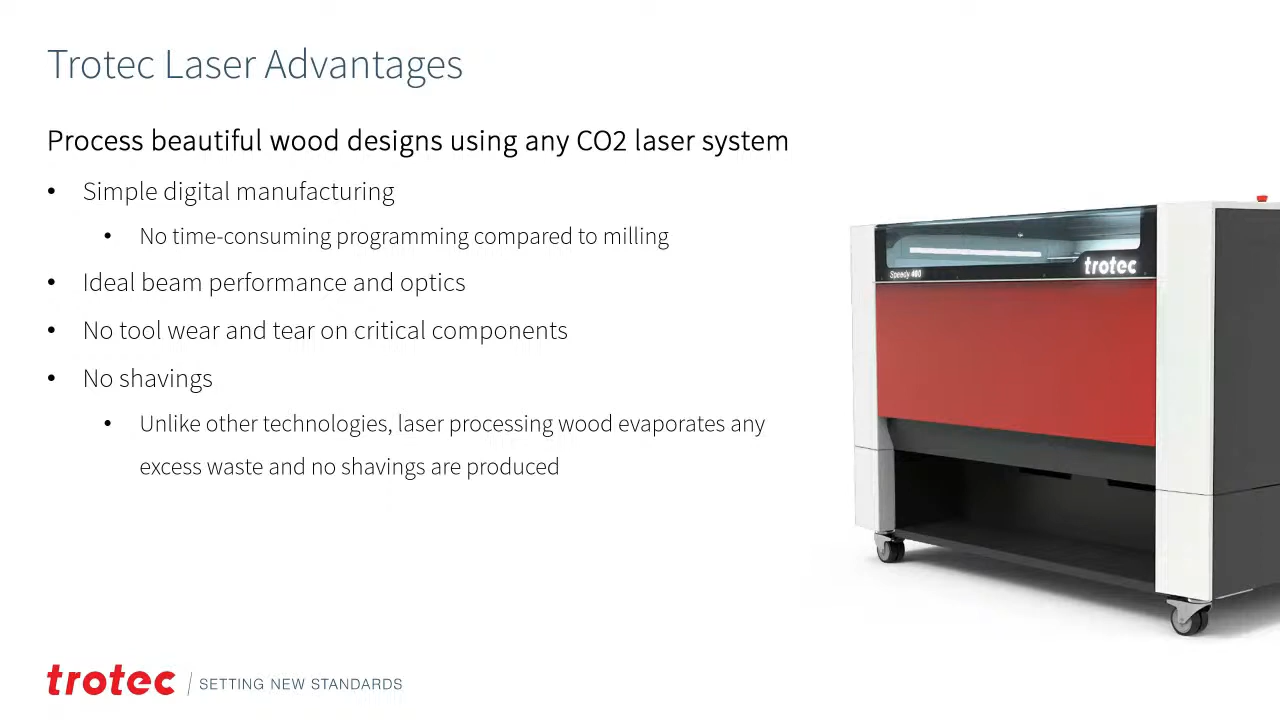 Trotec Laser Advantages
Process beautiful wood designs using any CO2 laser system
• Simple digital manufacturing
• No time-consuming programming compared to milling
• Ideal beam performance and optics
• No tool wear and tear on critical components
• No shavings
• Unlike other technologies, laser processing wood evaporates any
excess waste and no shavings are produced
Speedy 400
trotec
trotec / SETTING NEW STANDARDS